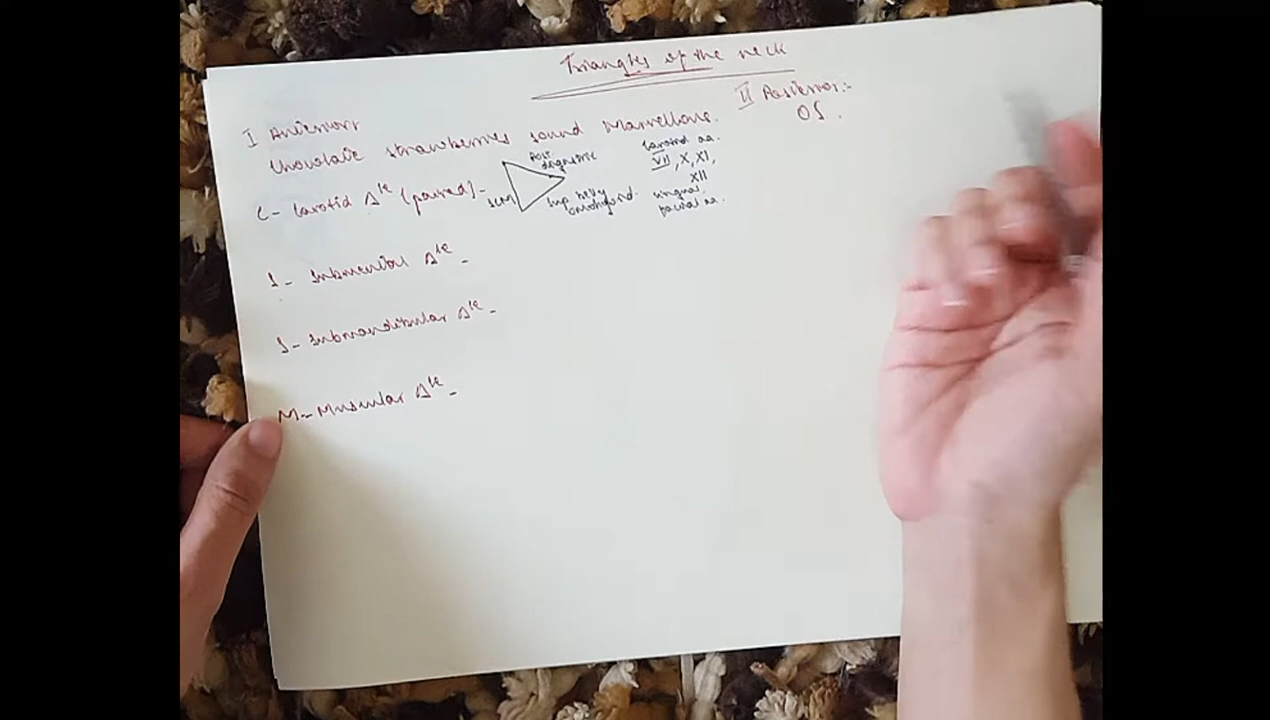 Triangles of the neck
I Anterior
Chocolate strawberries sound Marvellous.
C- Carotid Δle (paired)-
Post digastric
SCM
Sup belly omohyoid.
Carotid aa.
VII, X, XI,
XII
Lingual.
Facial aa.
S- Submental Δle -
S- Submandibular Δle -
M- Muscular Δle -
II Posterior:-
OS.